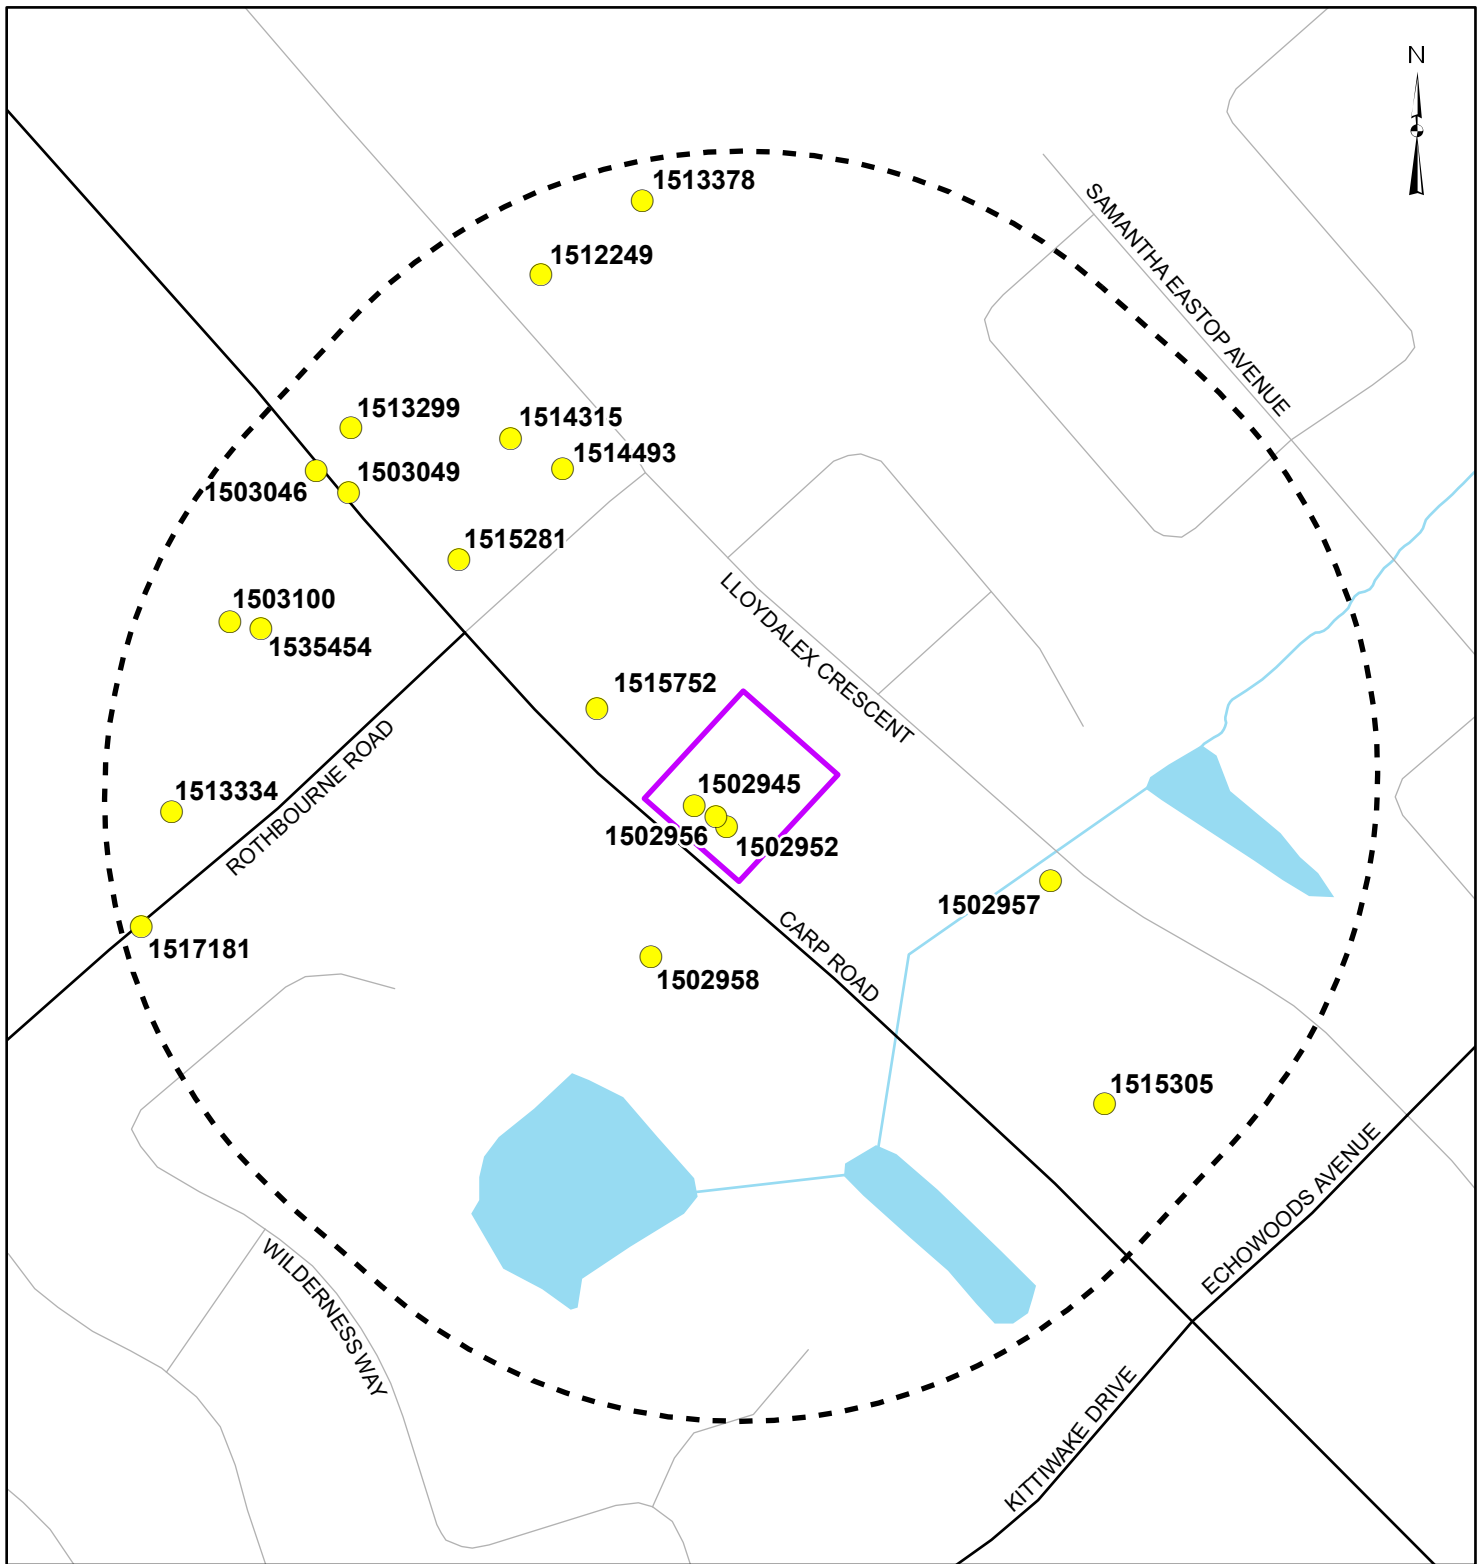 N
1513378
SAMANTHA EASTOP AVENUE
1512249
1513299
1514315
1514493
1503049
1503046
1515281
LLOYDALEX CRESCENT
1503100
1535454
1515752
ROTHBOURNE ROAD
1513334
1502945
1502956
1502952
1502957
CARP ROAD
1517181
1502958
1515305
ECHOWOODS AVENUE
WILDERNESS WAY
KITTIWAKE DRIVE